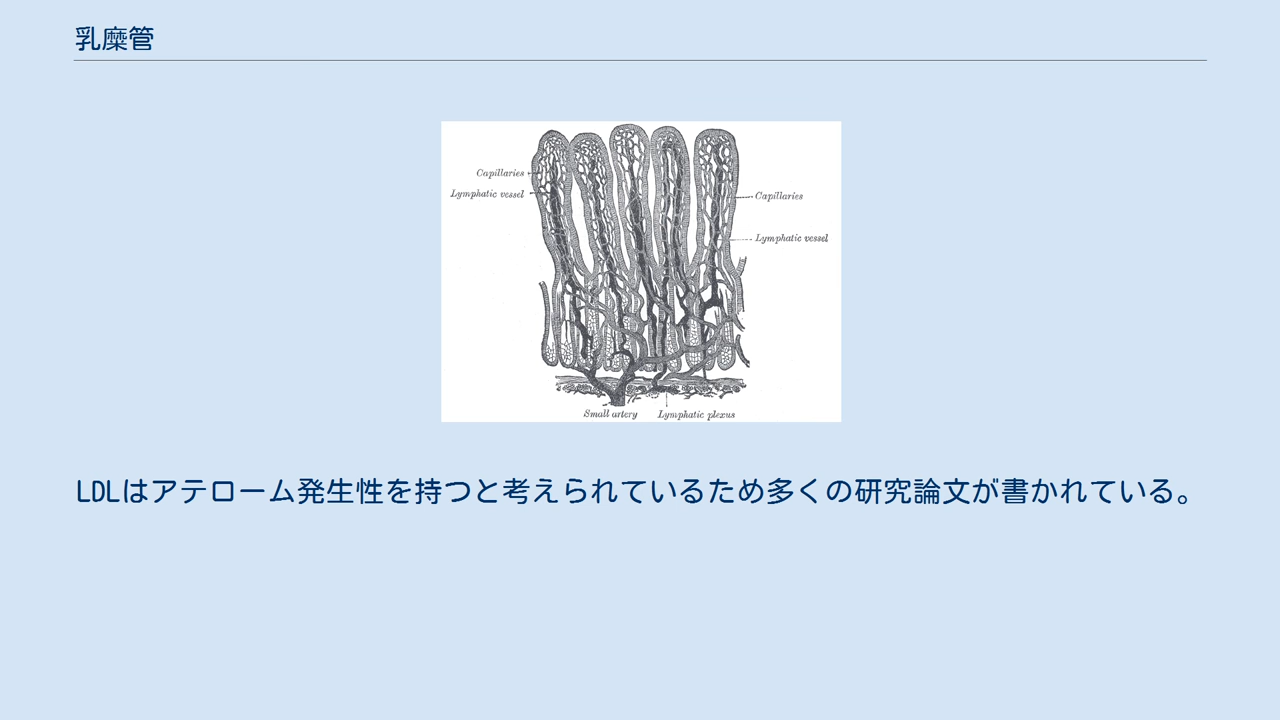 乳糜管
Capillaries
Lymphatic vessel
Capillaries
Lymphatic vessel
Small artery
Lymphatic plexus
LDLはアテローム発生性を持つと考えられているため多くの研究論文が書かれている。